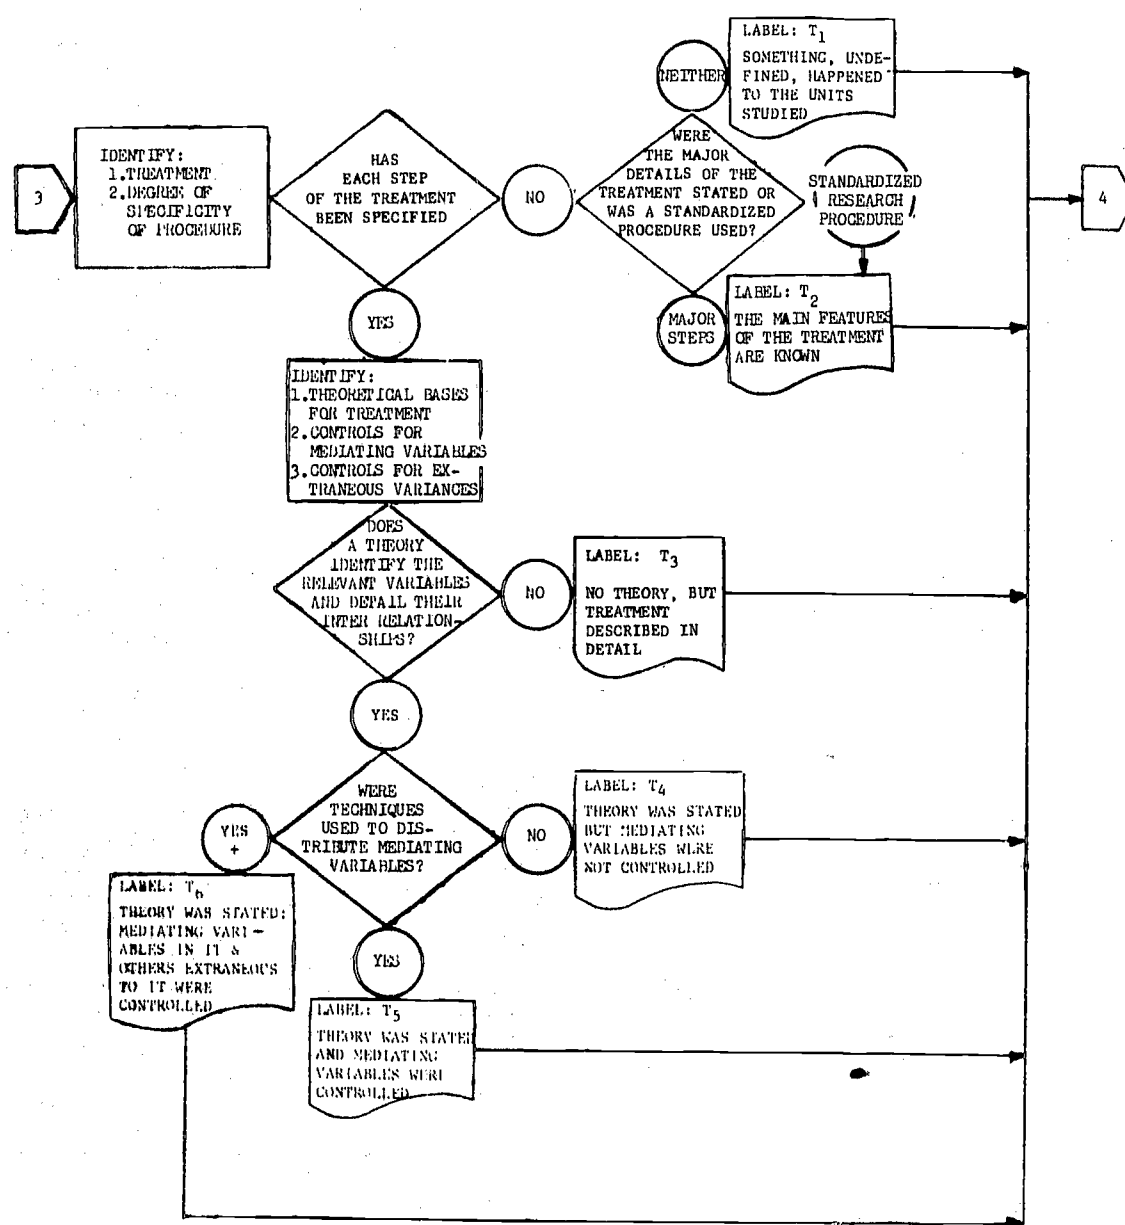 3
IDENTIFY:
1.TREATMENT
2.DEGREE OF
SPECIFICITY
OF PROCEDURE
HAS
EACH STEP
OF THE TREATMENT
BEEN SPECIFIED
NO
WERE
THE MAJOR
DETAILS OF THE
TREATMENT STATED OR
WAS A STANDARDIZED
PROCEDURE USED?
NEITHER
LABEL: T1
SOMETHING, UNDE-
FINED, HAPPENED
TO THE UNITS
STUDIED
STANDARDIZED
RESEARCH
PROCEDURE
4
MAJOR
STEPS
LABEL: T2
THE MAIN FEATURES
OF THE TREATMENT
ARE KNOWN
YES
IDENTIFY:
1.THEORETICAL BASES
FOR TREATMENT
2.CONTROLS FOR
MEDIATING VARIABLES
3.CONTROLS FOR EX-
TRANEOUS VARIANCES
DOES
A THEORY
IDENTIFY THE
RELEVANT VARIABLES
AND DETAIL THEIR
INTER RELATION-
SHIPS?
NO
LABEL: T3
NO THEORY, BUT
TREATMENT
DESCRIBED IN
DETAIL
YES
WERE
TECHNIQUES
USED TO DIS-
TRIBUTE MEDIATING
VARIABLES?
NO
LABEL: T4
THEORY WAS STATED
BUT MEDIATING
VARIABLES WERE
NOT CONTROLLED
YES
+
LABEL: T6
THEORY WAS STATED:
MEDIATING VARI-
ABLES IN IT &
OTHERS EXTRANEOUS
TO IT WERE
CONTROLLED
YES
LABEL: T5
THEORY WAS STATED
AND MEDIATING
VARIABLES WERE
CONTROLLED